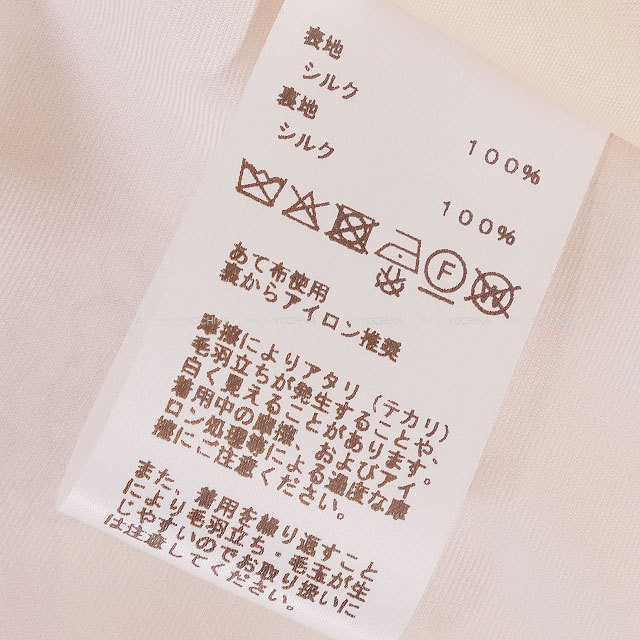 表地
シルク 100%
裏地
シルク 100%
F
W
あて布使用
裏からアイロン推奨
摩擦によりアタリ(テカリ)
毛羽立ちが発生することや、
白く見えることがあります。
着用中の摩擦、およびアイ
ロン処理等による過度な摩
擦にご注意ください。
また、着用を繰り返すこと
により毛羽立ち・毛玉が生
じやすいのでお取り扱いに
は注意してください。
YOCHIKA
YOCHIKA